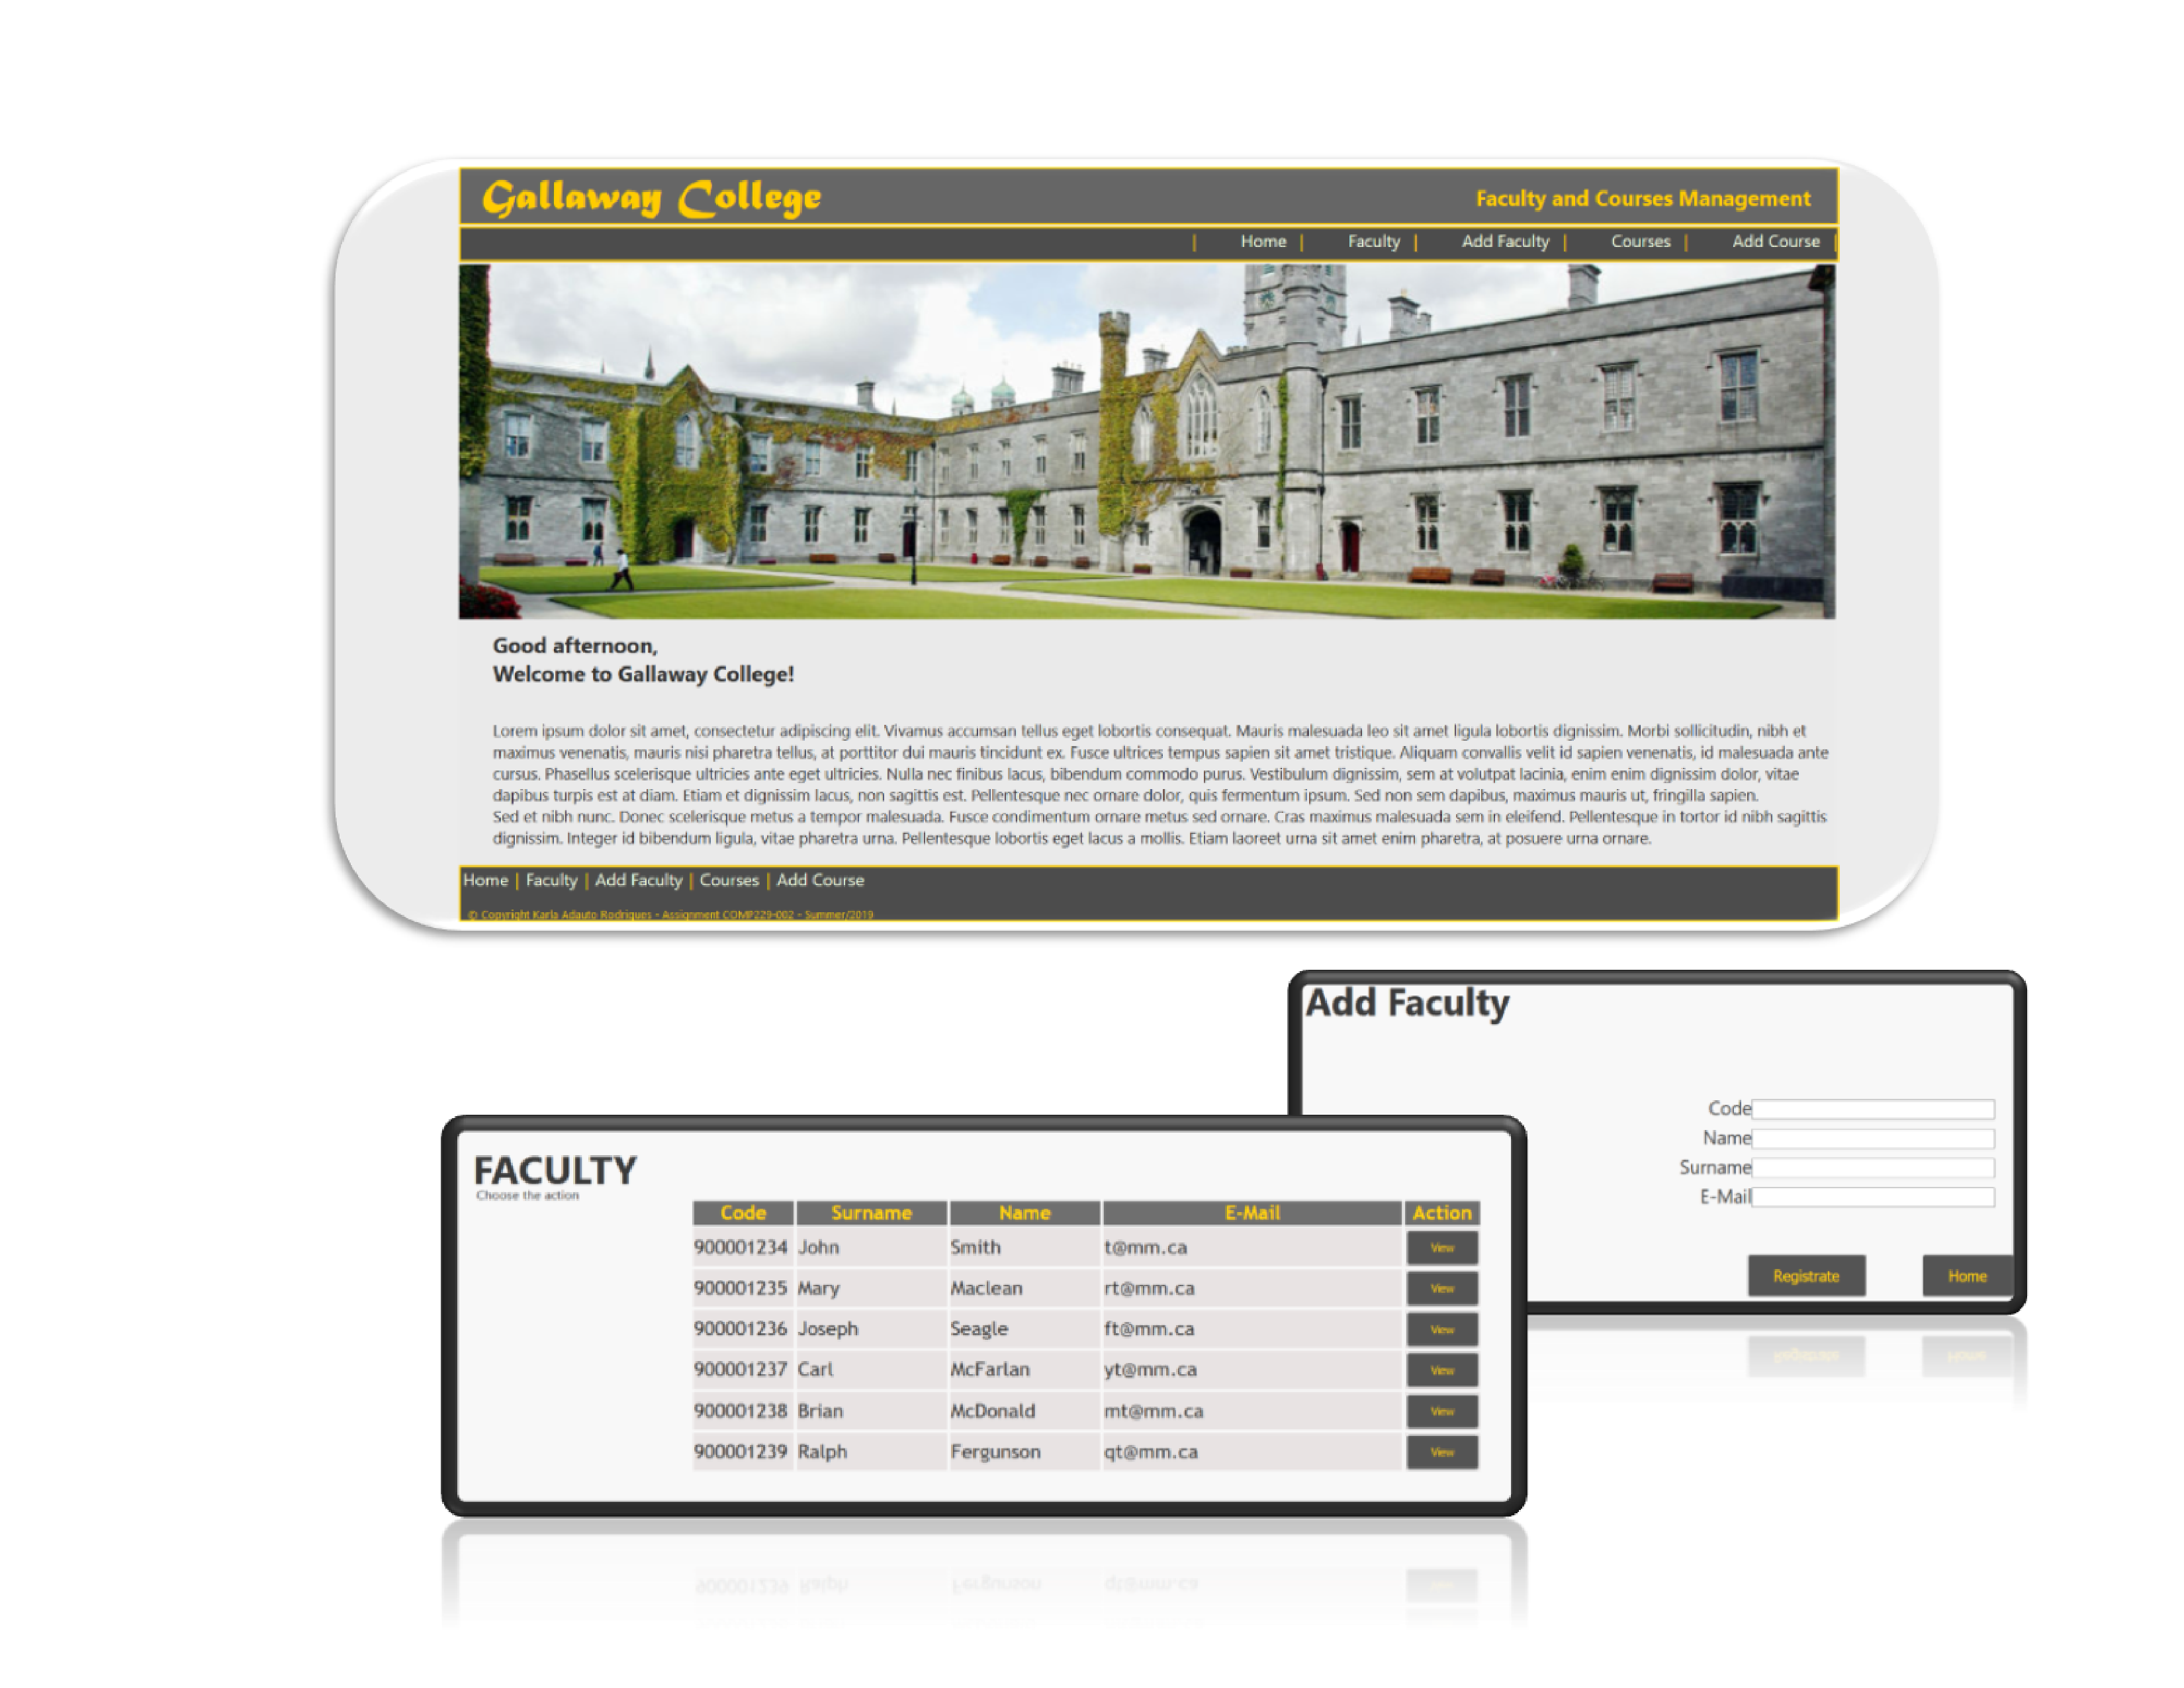 Gallaway College
Faculty and Courses Management
| Home | Faculty | Add Faculty | Courses | Add Course |
Good afternoon,
Welcome to Gallaway College!
Lorem ipsum dolor sit amet, consectetur adipiscing elit. Vivamus accumsan tellus eget lobortis consequat. Mauris malesuada leo sit amet ligula lobortis dignissim. Morbi sollicitudin, nibh et
maximus venenatis, mauris nisi pharetra tellus, at porttitor dui mauris tincidunt ex. Fusce ultrices tempus sapien sit amet tristique. Aliquam convallis velit id sapien venenatis, id malesuada ante
cursus. Phasellus scelerisque ultricies ante eget ultricies. Nulla nec finibus lacus, bibendum commodo purus. Vestibulum dignissim, sem at volutpat lacinia, enim enim dignissim dolor, vitae
dapibus turpis est at diam. Etiam et dignissim lacus, non sagittis est. Pellentesque nec ornare dolor, quis fermentum ipsum. Sed non sem dapibus, maximus mauris ut, fringilla sapien.
Sed et nibh nunc. Donec scelerisque metus a tempor malesuada. Fusce condimentum ornare metus sed ornare. Cras maximus malesuada sem in eleifend. Pellentesque in tortor id nibh sagittis
dignissim. Integer id bibendum ligula, vitae pharetra urna. Pellentesque lobortis eget lacus a mollis. Etiam laoreet urna sit amet enim pharetra, at posuere urna ornare.
Home | Faculty | Add Faculty | Courses | Add Course
© Copyright Karla Adauto Rodrigues - Assignment COMP229-002 - Summer/2019
Add Faculty
Code
Name
Surname
E-Mail
Registrate Home
FACULTY
Choose the action
Code Surname Name E-Mail Action
900001234 John Smith t@mm.ca View
900001235 Mary Maclean rt@mm.ca View
900001236 Joseph Seagle ft@mm.ca View
900001237 Carl McFarlan yt@mm.ca View
900001238 Brian McDonald mt@mm.ca View
900001239 Ralph Fergunson qt@mm.ca View